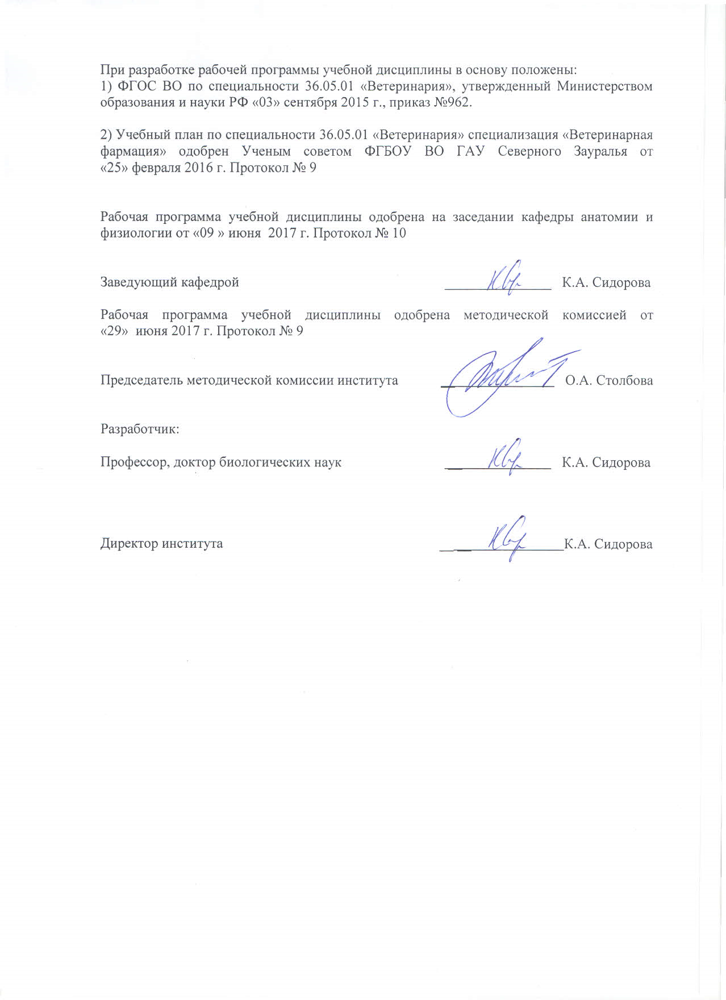 При разработке рабочей программы учебной дисциплины в основу положены:
1) ФГОС ВО по специальности 36.05.01 «Ветеринария», утвержденный Министерством
образования и науки РФ «03» сентября 2015 г., приказ №962.
2) Учебный план по специальности 36.05.01 «Ветеринария» специализация «Ветеринарная
фармация» одобрен Ученым советом ФГБОУ ВО ГАУ Северного Зауралья от
«25» февраля 2016 г. Протокол № 9
Рабочая программа учебной дисциплины одобрена на заседании кафедры анатомии и
физиологии от «09 » июня 2017 г. Протокол № 10
Заведующий кафедрой К.А. Сидорова
Рабочая программа учебной дисциплины одобрена методической комиссией от
«29» июня 2017 г. Протокол № 9
Председатель методической комиссии института О.А. Столбова
Разработчик:
Профессор, доктор биологических наук К.А. Сидорова
Директор института К.А. Сидорова